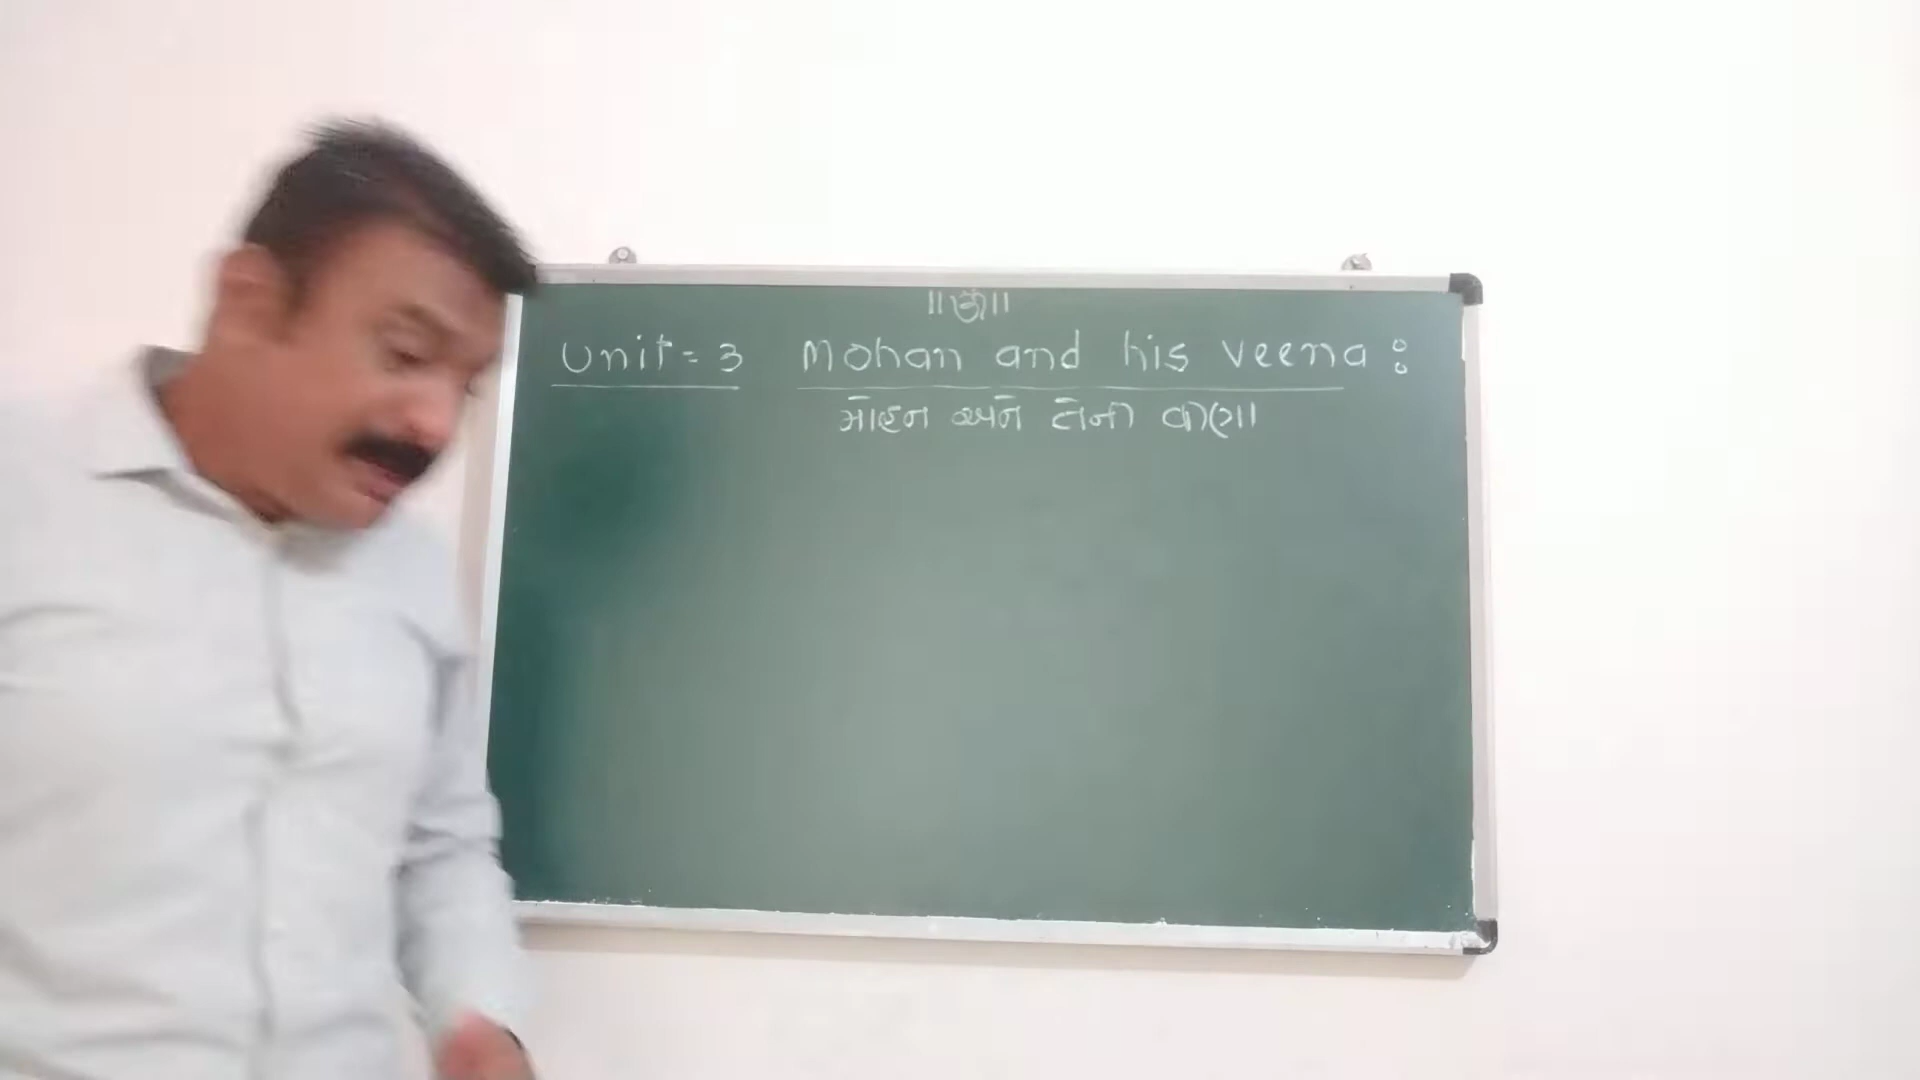 ॥ॐ॥
Unit = 3 Mohan and his Veena :
મોહન અને તેની વીણા